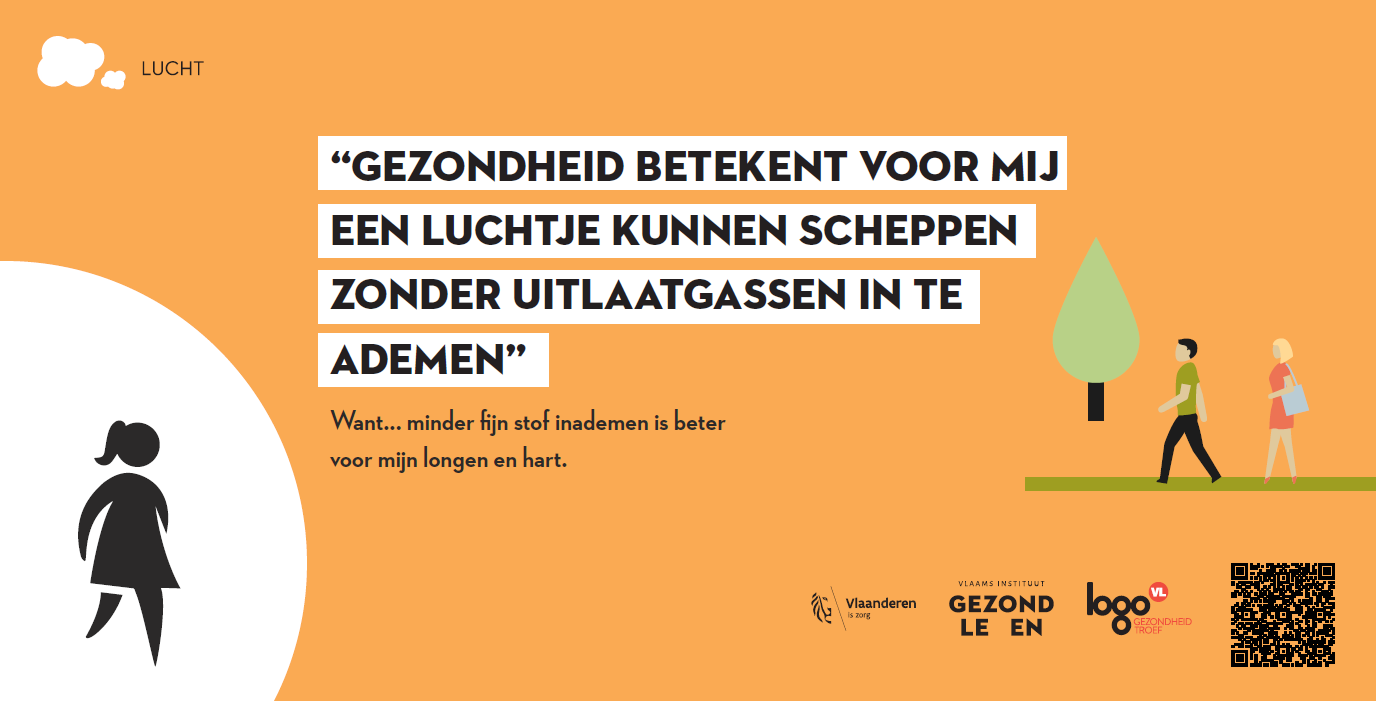 LUCHT
“GEZONDHEID BETEKENT VOOR MIJ
EEN LUCHTJE KUNNEN SCHEPPEN
ZONDER UITLAATGASSEN IN TE
ADEMEN”
Want... minder fijn stof inademen is beter
voor mijn longen en hart.
Vlaanderen
is zorg
VLAAMS INSTITUUT
GEZOND
LE EN
logo VL
GEZONDHEID
TROEF